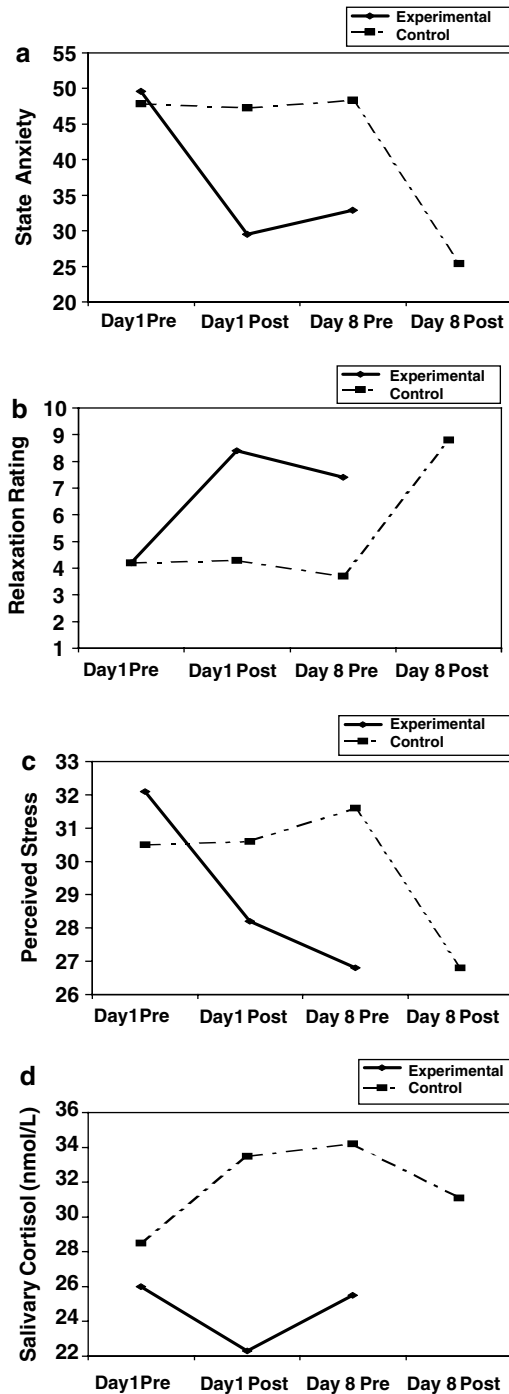 Experimental
Control
a
State Anxiety
55
50
45
40
35
30
25
20
Day1 Pre
Day1 Post
Day 8 Pre
Day 8 Post
Experimental
Control
b
Relaxation Rating
10
9
8
7
6
5
4
3
2
1
Day1 Pre
Day1 Post
Day 8 Pre
Day 8 Post
Experimental
Control
c
Perceived Stress
33
32
31
30
29
28
27
26
Day1 Pre
Day1 Post
Day 8 Pre
Day 8 Post
Experimental
Control
d
Salivary Cortisol (nmol/L)
36
34
32
30
28
26
24
22
Day1 Pre
Day1 Post
Day 8 Pre
Day 8 Post